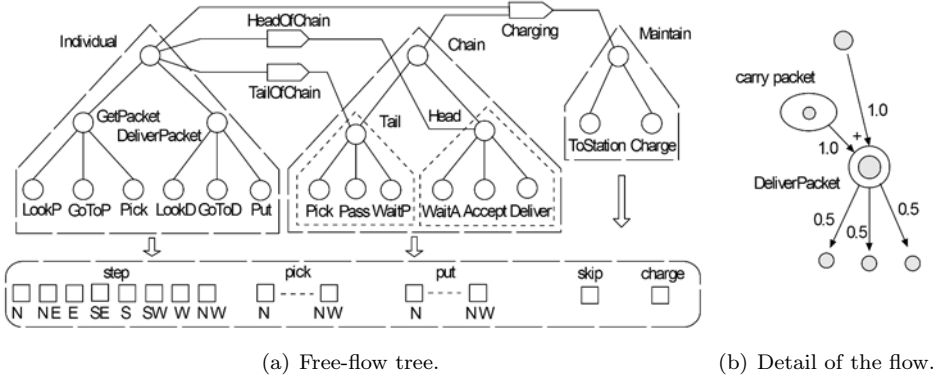 HeadOfChain
Individual
Chain
Charging
Maintain
TailOfChain
GetPacket
DeliverPacket
Tail
Head
ToStation Charge
LookP GoToP Pick LookD GoToD Put
Pick Pass WaitP
WaitA Accept Deliver
step
pick
put
skip
charge
N NE E SE S SW W NW
N NW
N NW
carry packet
1.0
+
1.0
DeliverPacket
0.5
0.5
0.5
(a) Free-flow tree.
(b) Detail of the flow.